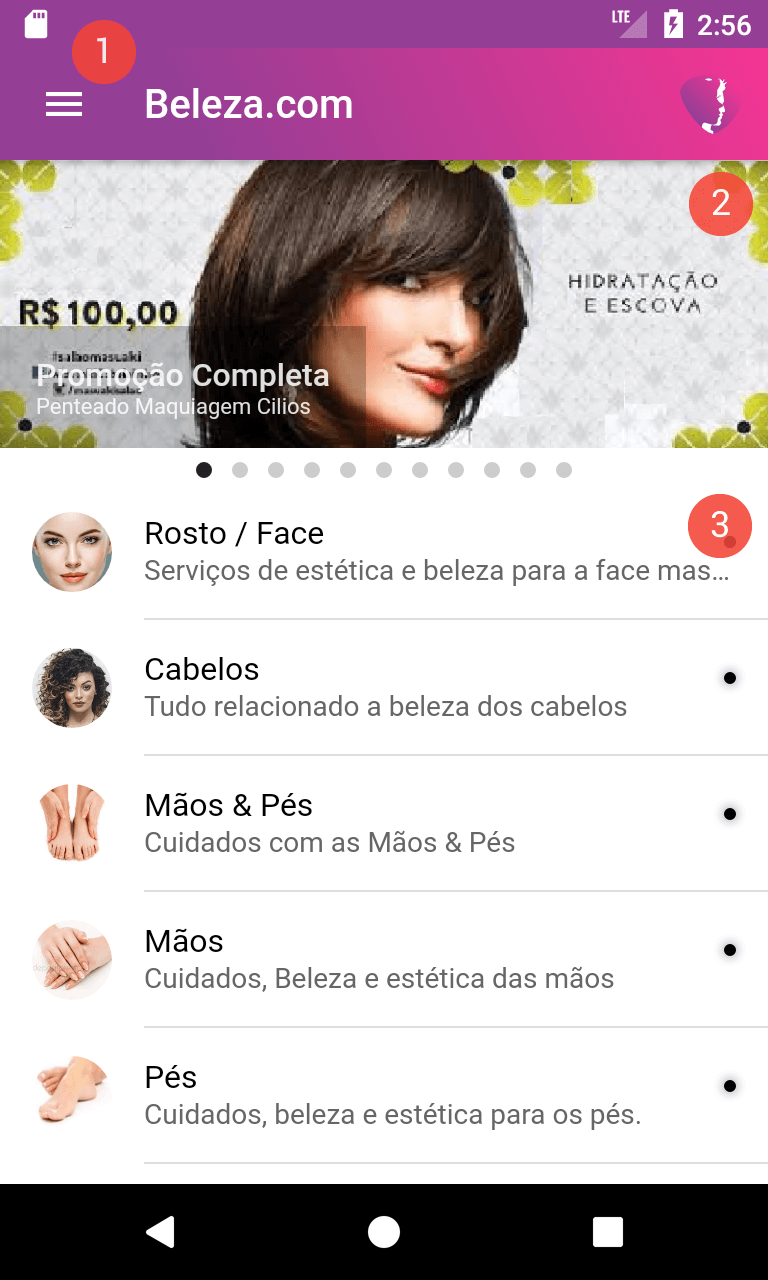 LTE 2:56
1
Beleza.com
2
HIDRATAÇÃO
E ESCOVA
R$ 100,00
Promoção Completa
Penteado Maquiagem Cilios
3
Rosto / Face
Serviços de estética e beleza para a face mas…
Cabelos
Tudo relacionado a beleza dos cabelos
Mãos & Pés
Cuidados com as Mãos & Pés
Mãos
Cuidados, Beleza e estética das mãos
Pés
Cuidados, beleza e estética para os pés.